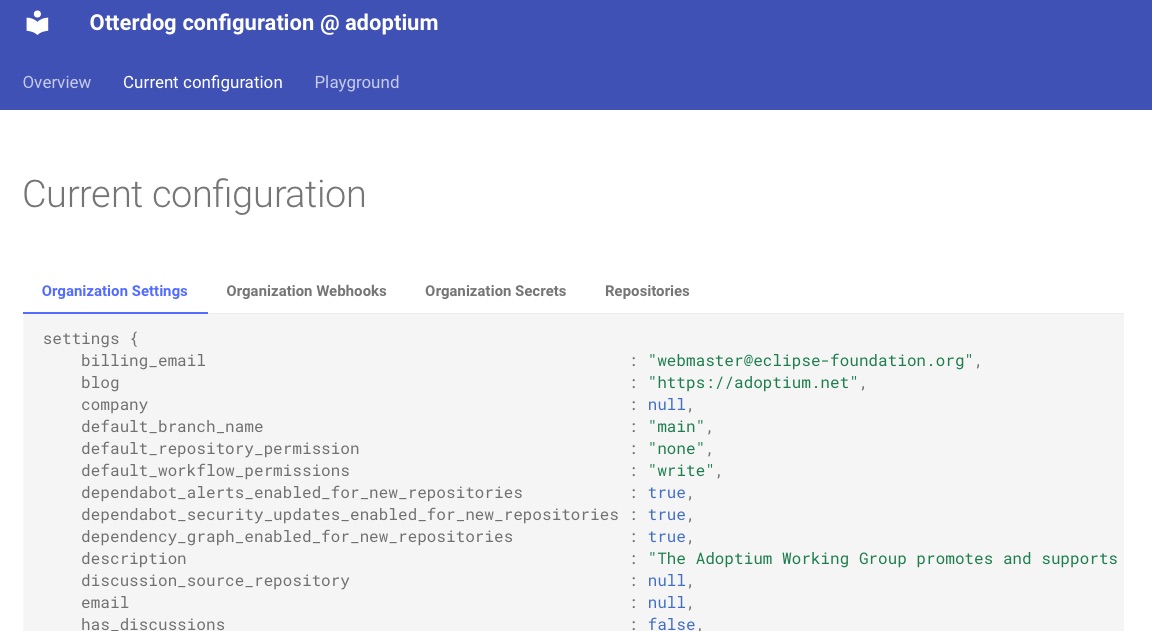 Otterdog configuration @ adoptium
Overview Current configuration Playground
Current configuration
Organization Settings Organization Webhooks Organization Secrets Repositories
settings {
    billing_email                                            : "webmaster@eclipse-foundation.org",
    blog                                                     : "https://adoptium.net",
    company                                                  : null,
    default_branch_name                                      : "main",
    default_repository_permission                            : "none",
    default_workflow_permissions                             : "write",
    dependabot_alerts_enabled_for_new_repositories           : true,
    dependabot_security_updates_enabled_for_new_repositories : true,
    dependency_graph_enabled_for_new_repositories            : true,
    description                                              : "The Adoptium Working Group promotes and supports
    discussion_source_repository                             : null,
    email                                                    : null,
    has_discussions                                          : false,